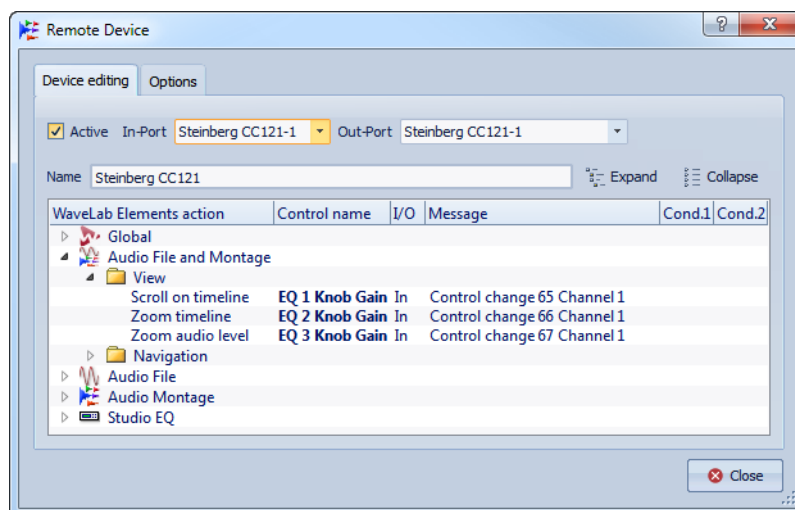 Remote Device
Device editing Options
Active In-Port Steinberg CC121-1 Out-Port Steinberg CC121-1
Name Steinberg CC121 Expand Collapse
WaveLab Elements action Control name I/O Message Cond.1 Cond.2
Global
Audio File and Montage
View
Scroll on timeline EQ 1 Knob Gain In Control change 65 Channel 1
Zoom timeline EQ 2 Knob Gain In Control change 66 Channel 1
Zoom audio level EQ 3 Knob Gain In Control change 67 Channel 1
Navigation
Audio File
Audio Montage
Studio EQ
Close